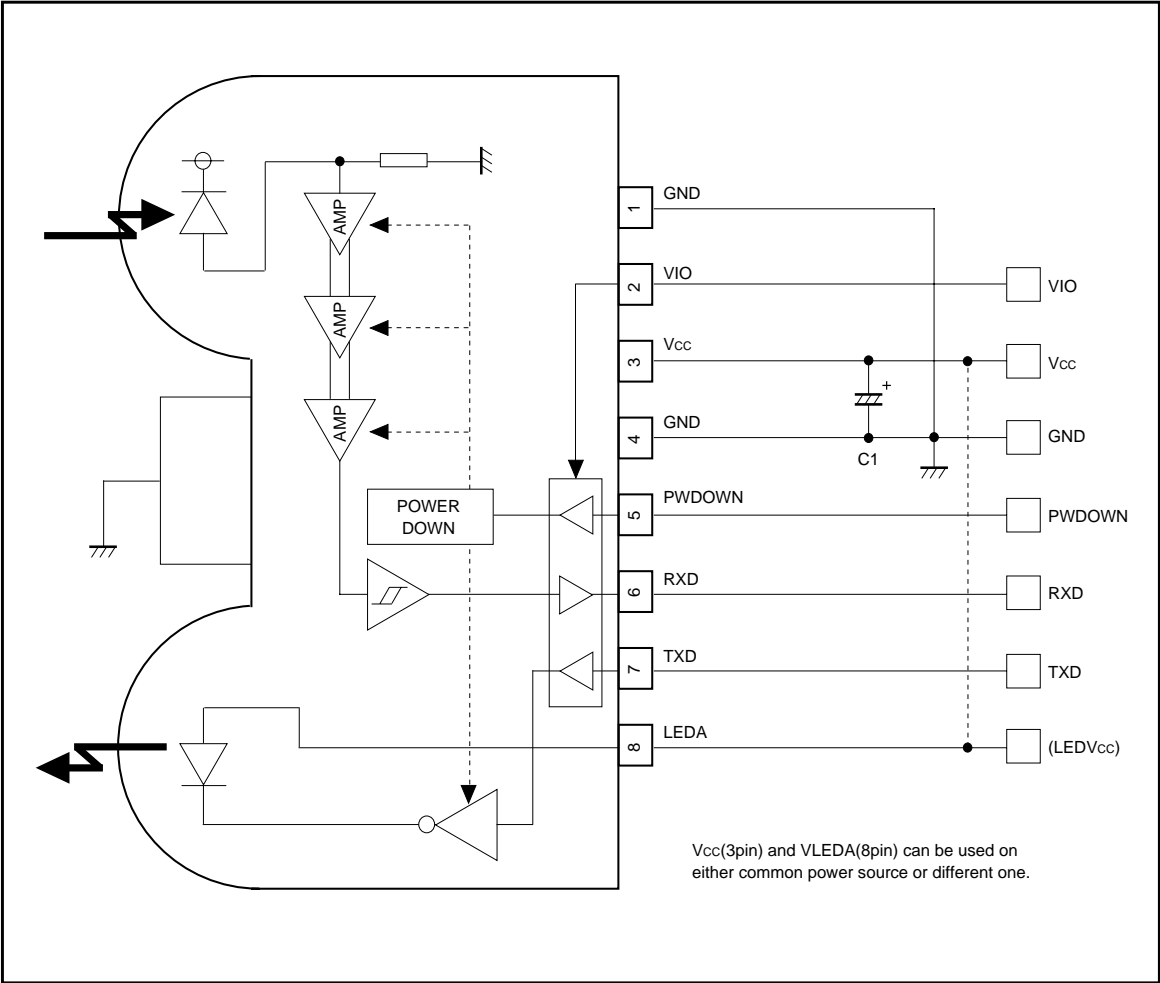 AMP
AMP
AMP
POWER
DOWN
1
GND
2
VIO
VIO
3
Vcc
Vcc
+
4
GND
GND
C1
5
PWDOWN
PWDOWN
6
RXD
RXD
7
TXD
TXD
8
LEDA
(LEDVcc)
Vcc(3pin) and VLEDA(8pin) can be used on
either common power source or different one.